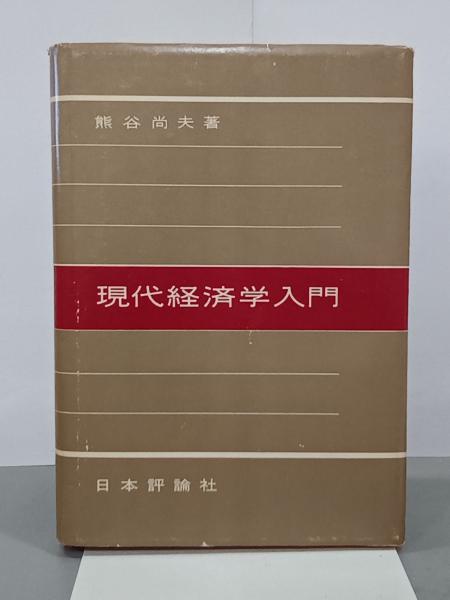 熊谷尚夫著
現代経済学入門
日本評論社